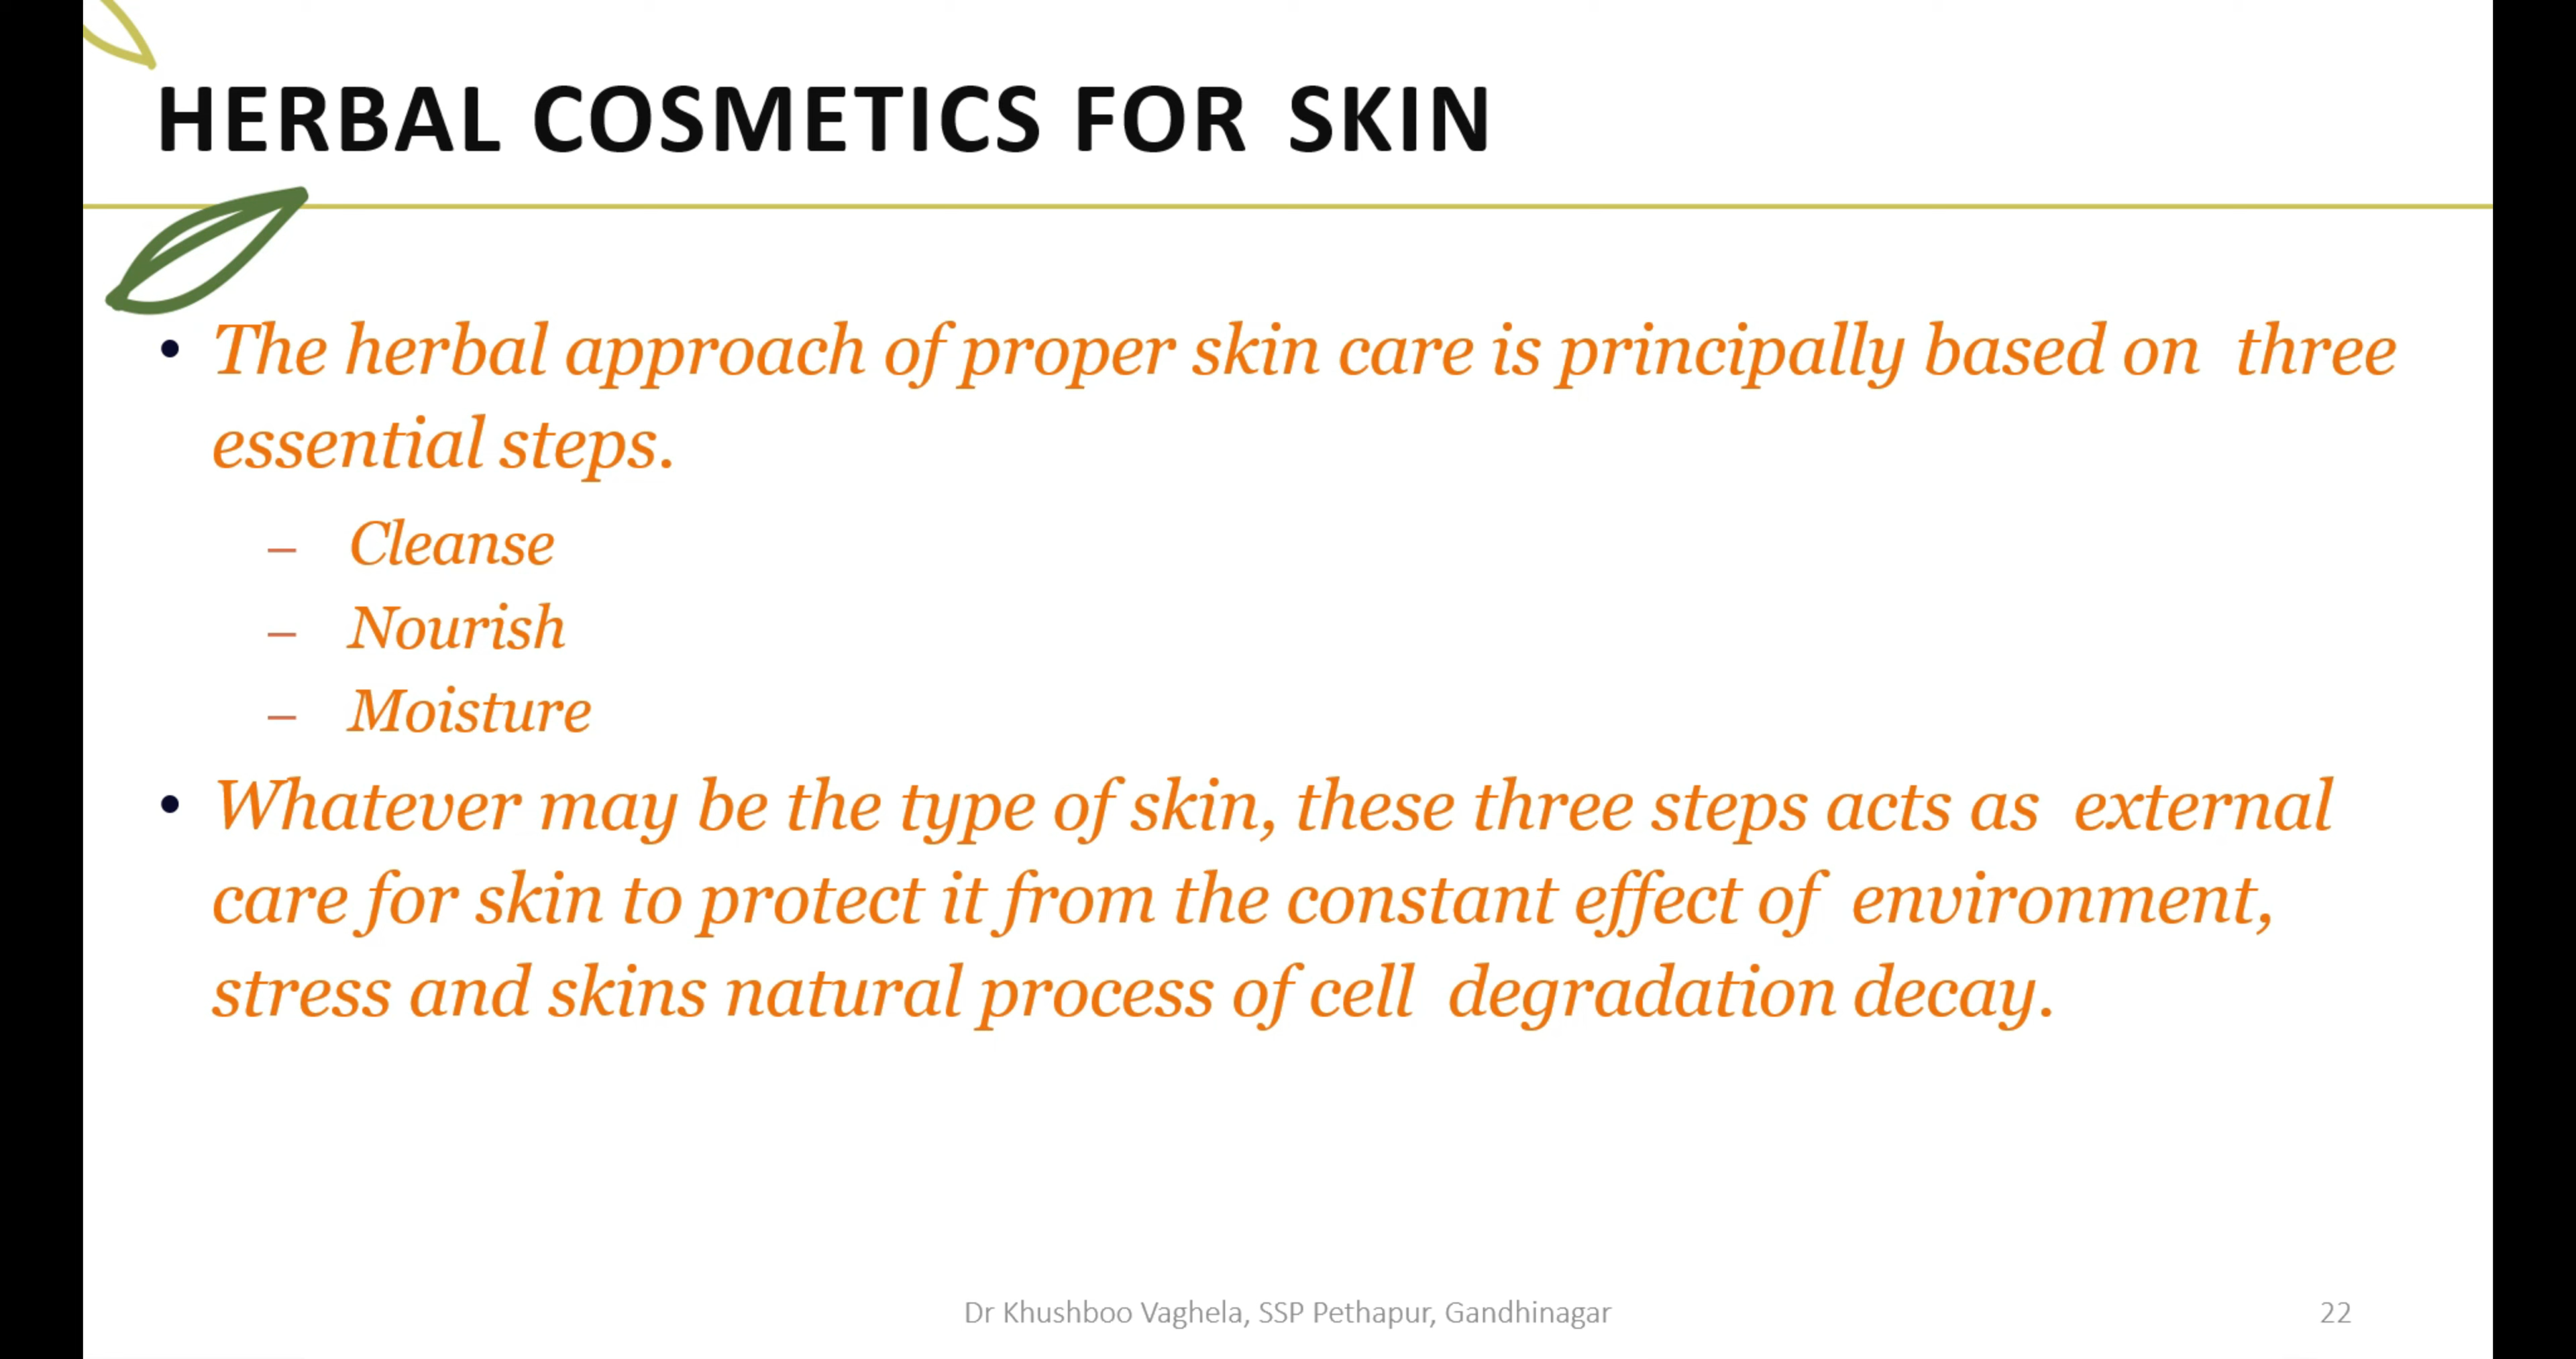 HERBAL COSMETICS FOR SKIN
• The herbal approach of proper skin care is principally based on three
essential steps.
– Cleanse
– Nourish
– Moisture
• Whatever may be the type of skin, these three steps acts as external
care for skin to protect it from the constant effect of environment,
stress and skins natural process of cell degradation decay.
Dr Khushboo Vaghela, SSP Pethapur, Gandhinagar
22